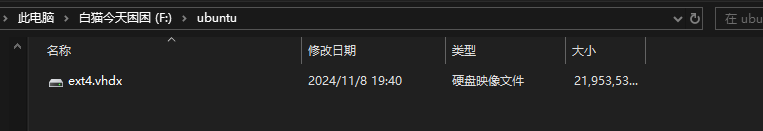 此电脑 > 白猫今天困困 (F:) > ubuntu
在 ubu
名称 修改日期 类型 大小
ext4.vhdx 2024/11/8 19:40 硬盘映像文件 21,953,53...